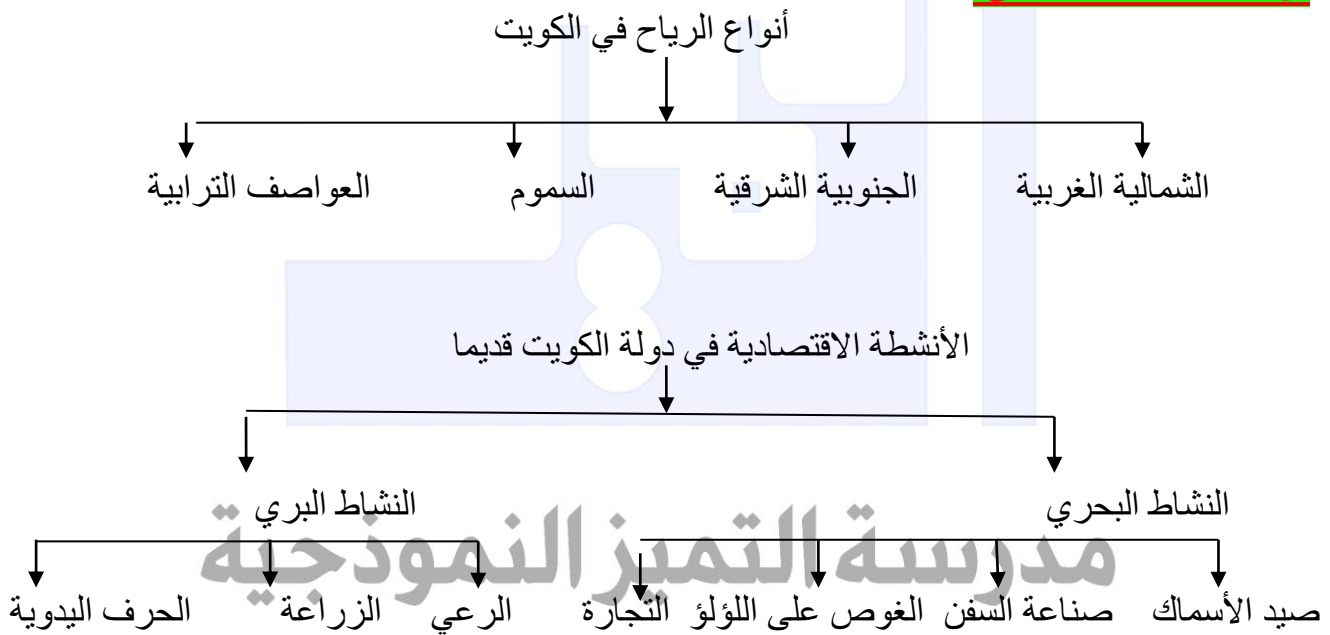 أنواع الرياح في الكويت
الشمالية الغربية الجنوبية الشرقية السموم العواصف الترابية
الأنشطة الاقتصادية في دولة الكويت قديما
النشاط البحري النشاط البري
مدرسة التميز النموذجية
صيد الأسماك صناعة السفن الغوص على اللؤلؤ التجارة الرعي الزراعة الحرف اليدوية